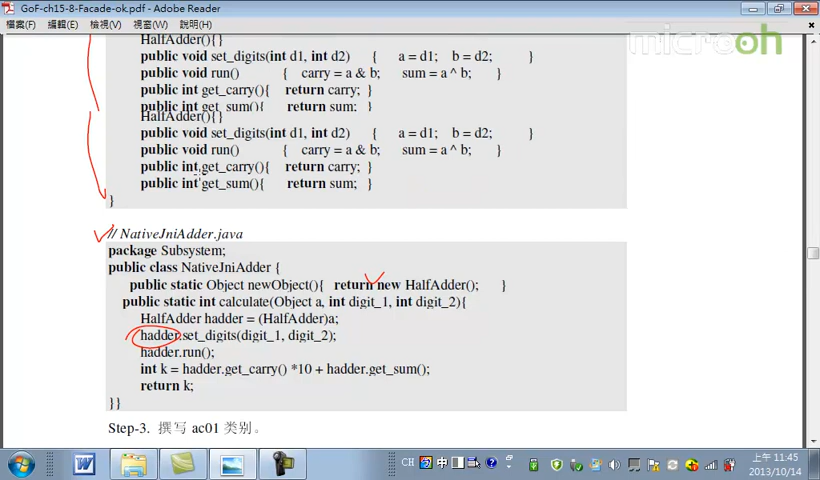 GoF-ch15-8-Facade-ok.pdf - Adobe Reader
檔案(F) 編輯(E) 檢視(V) 視窗(W) 說明(H)
microoh
HalfAdder(){}
public void set_digits(int d1, int d2) { a = d1; b = d2; }
public void run() { carry = a & b; sum = a ^ b; }
public int get_carry(){ return carry; }
public int get_sum(){ return sum; }
HalfAdder(){}
public void set_digits(int d1, int d2) { a = d1; b = d2; }
public void run() { carry = a & b; sum = a ^ b; }
public int get_carry(){ return carry; }
public int get_sum(){ return sum; }
}
// NativeJniAdder.java
package Subsystem;
public class NativeJniAdder {
public static Object newObject(){ return new HalfAdder(); }
public static int calculate(Object a, int digit_1, int digit_2){
HalfAdder hadder = (HalfAdder)a;
hadder.set_digits(digit_1, digit_2);
hadder.run();
int k = hadder.get_carry() *10 + hadder.get_sum();
return k;
}}
Step-3. 撰写 ac01 类别。
CH 中 上午 11:45
2013/10/14